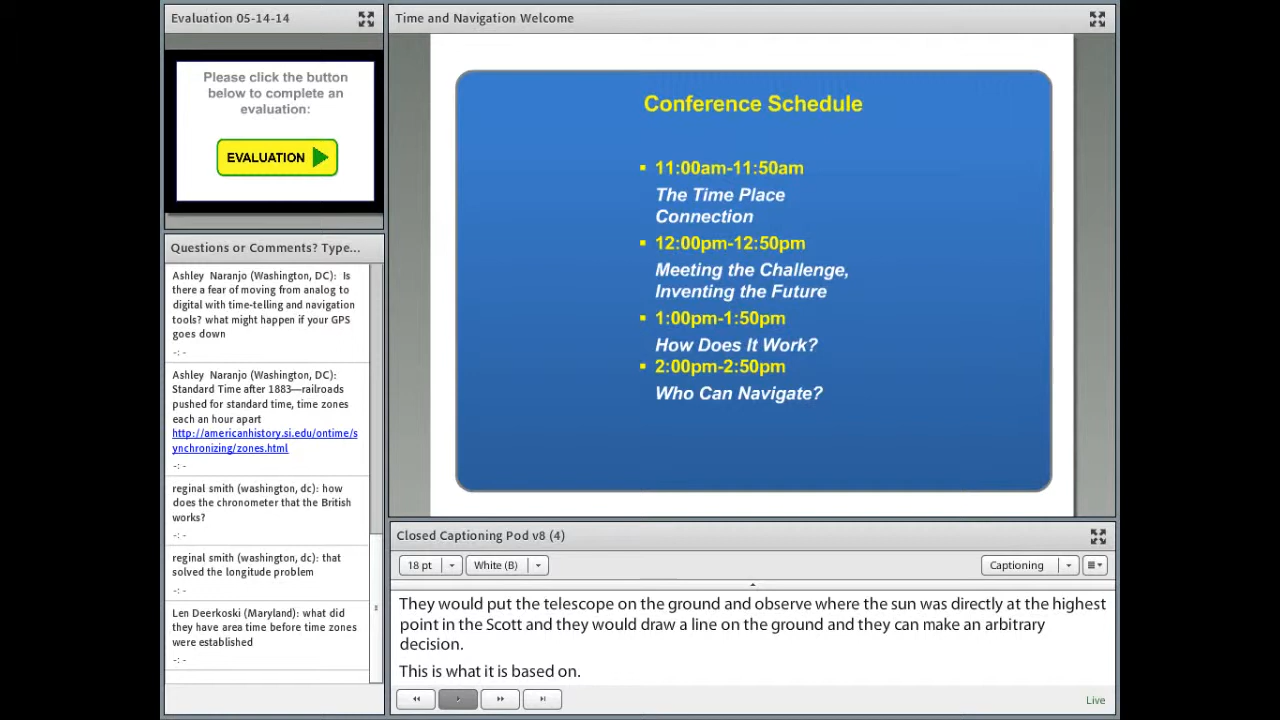 Evaluation 05-14-14
Please click the button
below to complete an
evaluation:
EVALUATION
Questions or Comments? Type...
Ashley Naranjo (Washington, DC): Is
there a fear of moving from analog to
digital with time-telling and navigation
tools? what might happen if your GPS
goes down
-: -
Ashley Naranjo (Washington, DC):
Standard Time after 1883—railroads
pushed for standard time, time zones
each an hour apart
http://americanhistory.si.edu/ontime/s
ynchronizing/zones.html
-: -
reginal smith (washington, dc): how
does the chronometer that the British
works?
-: -
reginal smith (washington, dc): that
solved the longitude problem
-: -
Len Deerkoski (Maryland): what did
they have area time before time zones
were established
-: -
Time and Navigation Welcome
Conference Schedule
11:00am-11:50am
The Time Place
Connection
12:00pm-12:50pm
Meeting the Challenge,
Inventing the Future
1:00pm-1:50pm
How Does It Work?
2:00pm-2:50pm
Who Can Navigate?
Closed Captioning Pod v8 (4)
18 pt White (B) Captioning
They would put the telescope on the ground and observe where the sun was directly at the highest
point in the Scott and they would draw a line on the ground and they can make an arbitrary
decision.
This is what it is based on.
Live